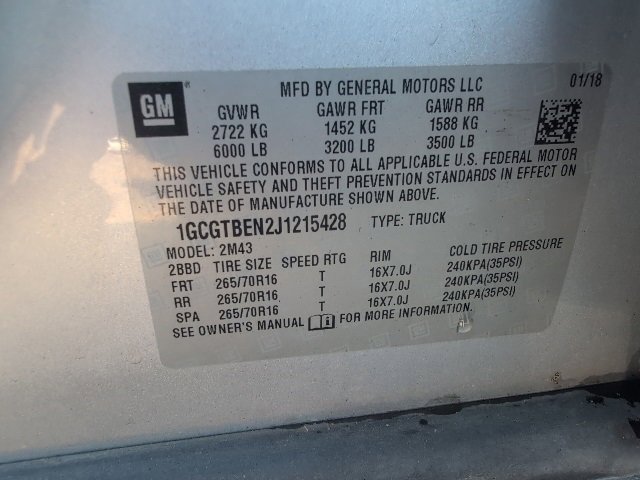 GM
MFD BY GENERAL MOTORS LLC 01/18
GVWR GAWR FRT GAWR RR
2722 KG 1452 KG 1588 KG
6000 LB 3200 LB 3500 LB
THIS VEHICLE CONFORMS TO ALL APPLICABLE U.S. FEDERAL MOTOR
VEHICLE SAFETY AND THEFT PREVENTION STANDARDS IN EFFECT ON
THE DATE OF MANUFACTURE SHOWN ABOVE.
1GCGTBEN2J1215428 TYPE: TRUCK
MODEL: 2M43
2BBD TIRE SIZE SPEED RTG RIM COLD TIRE PRESSURE
FRT 265/70R16 T 16X7.0J 240KPA(35PSI)
RR 265/70R16 T 16X7.0J 240KPA(35PSI)
SPA 265/70R16 T 16X7.0J 240KPA(35PSI)
SEE OWNER'S MANUAL FOR MORE INFORMATION.